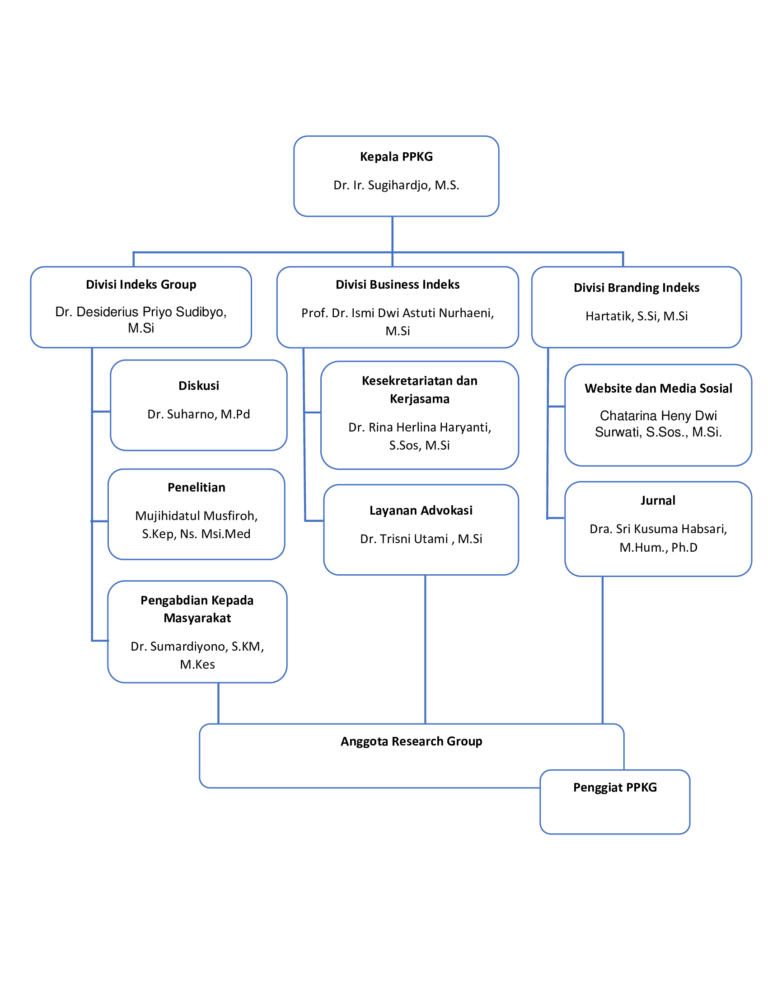 Kepala PPKG
Dr. Ir. Sugihardjo, M.S.
Divisi Indeks Group
Dr. Desiderius Priyo Sudibyo,
M.Si
Divisi Business Indeks
Prof. Dr. Ismi Dwi Astuti Nurhaeni,
M.Si
Divisi Branding Indeks
Hartatik, S.Si, M.Si
Diskusi
Dr. Suharno, M.Pd
Penelitian
Mujihidatul Musfiroh,
S.Kep, Ns. Msi.Med
Pengabdian Kepada
Masyarakat
Dr. Sumardiyono, S.KM,
M.Kes
Kesekretariatan dan
Kerjasama
Dr. Rina Herlina Haryanti,
S.Sos, M.Si
Layanan Advokasi
Dr. Trisni Utami , M.Si
Website dan Media Sosial
Chatarina Heny Dwi
Surwati, S.Sos., M.Si.
Jurnal
Dra. Sri Kusuma Habsari,
M.Hum., Ph.D
Anggota Research Group
Penggiat PPKG